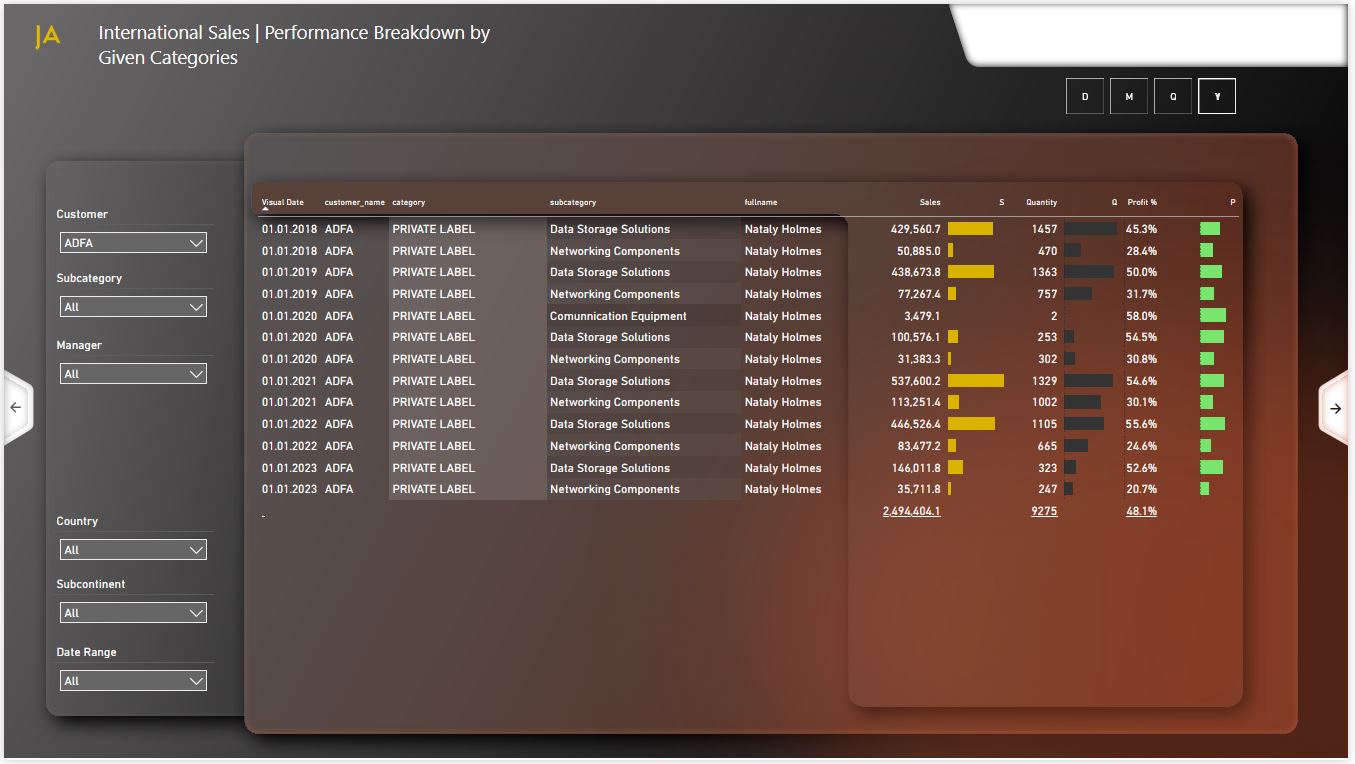 JA
International Sales | Performance Breakdown by
Given Categories
D M Q Y
Customer
ADFA
Subcategory
All
Manager
All
Country
All
Subcontinent
All
Date Range
All
Visual Date customer_name category subcategory fullname Sales S Quantity Q Profit % P
01.01.2018 ADFA PRIVATE LABEL Data Storage Solutions Nataly Holmes 429,560.7 1457 45.3%
01.01.2018 ADFA PRIVATE LABEL Networking Components Nataly Holmes 50,885.0 470 28.4%
01.01.2019 ADFA PRIVATE LABEL Data Storage Solutions Nataly Holmes 438,673.8 1363 50.0%
01.01.2019 ADFA PRIVATE LABEL Networking Components Nataly Holmes 77,267.4 757 31.7%
01.01.2020 ADFA PRIVATE LABEL Comunnication Equipment Nataly Holmes 3,479.1 2 58.0%
01.01.2020 ADFA PRIVATE LABEL Data Storage Solutions Nataly Holmes 100,576.1 253 54.5%
01.01.2020 ADFA PRIVATE LABEL Networking Components Nataly Holmes 31,383.3 302 30.8%
01.01.2021 ADFA PRIVATE LABEL Data Storage Solutions Nataly Holmes 537,600.2 1329 54.6%
01.01.2021 ADFA PRIVATE LABEL Networking Components Nataly Holmes 113,251.4 1002 30.1%
01.01.2022 ADFA PRIVATE LABEL Data Storage Solutions Nataly Holmes 446,526.4 1105 55.6%
01.01.2022 ADFA PRIVATE LABEL Networking Components Nataly Holmes 83,477.2 665 24.6%
01.01.2023 ADFA PRIVATE LABEL Data Storage Solutions Nataly Holmes 146,011.8 323 52.6%
01.01.2023 ADFA PRIVATE LABEL Networking Components Nataly Holmes 35,711.8 247 20.7%
- 2,494,404.1 9275 48.1%